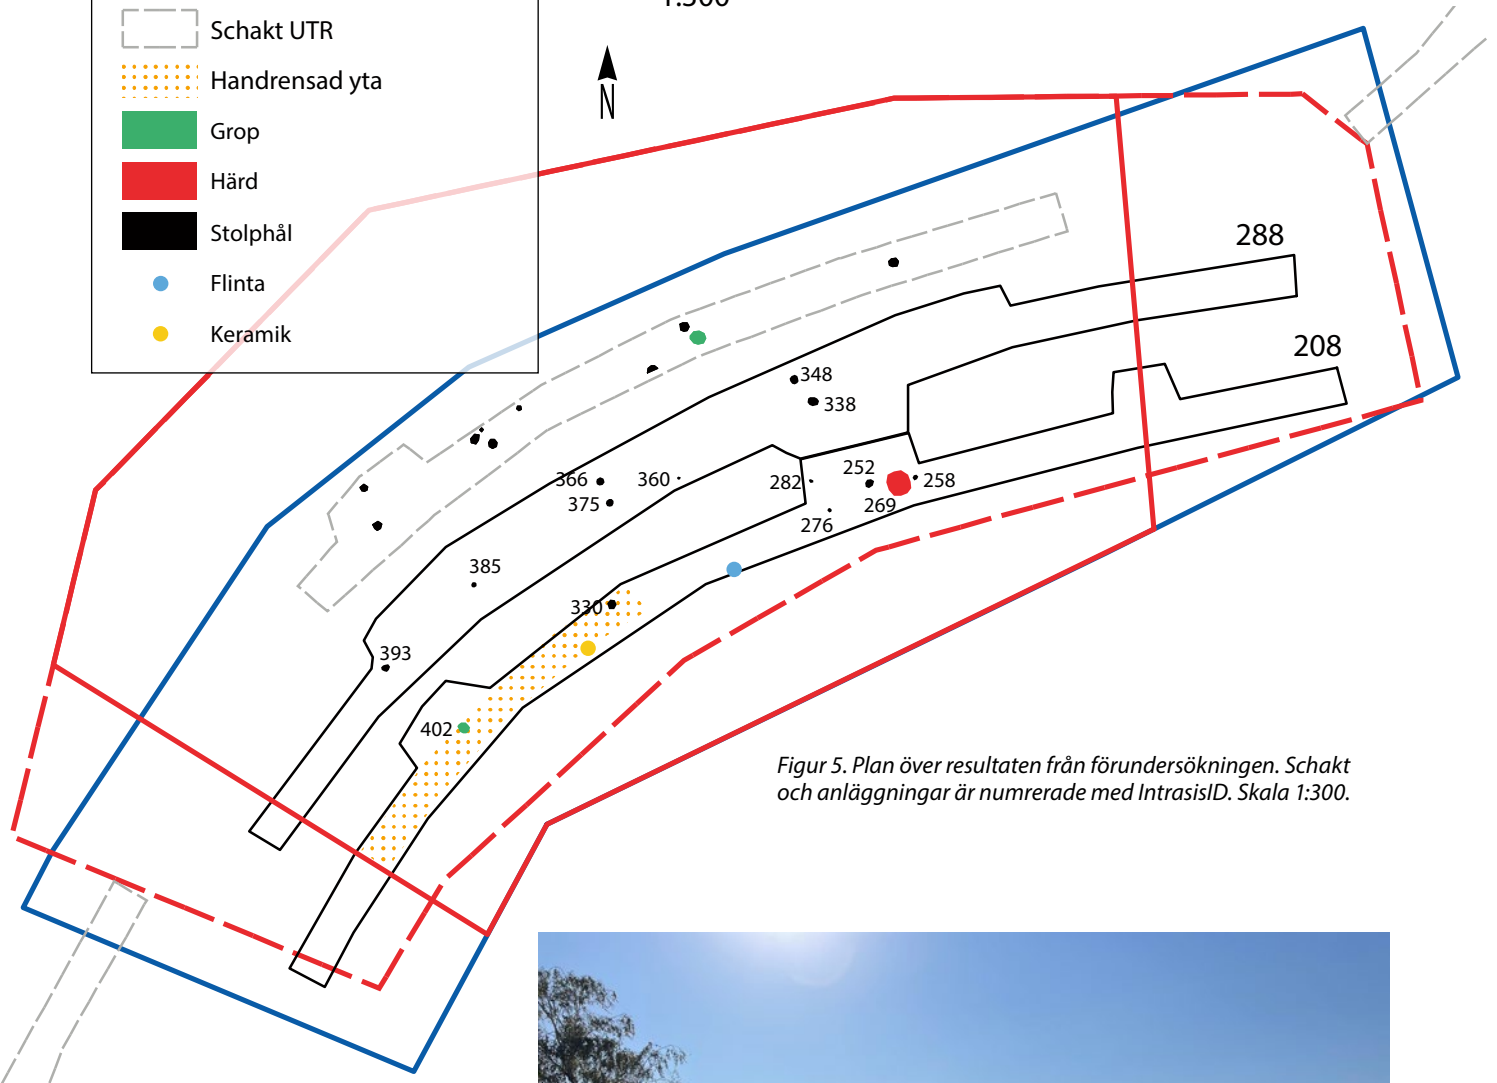 1:300
Schakt UTR
Handrensad yta
Grop
Härd
Stolphål
Flinta
Keramik
N
288
208
348
338
366
360
375
282
252
258
269
276
385
330
393
402
Figur 5. Plan över resultaten från förundersökningen. Schakt
och anläggningar är numrerade med IntrasisID. Skala 1:300.